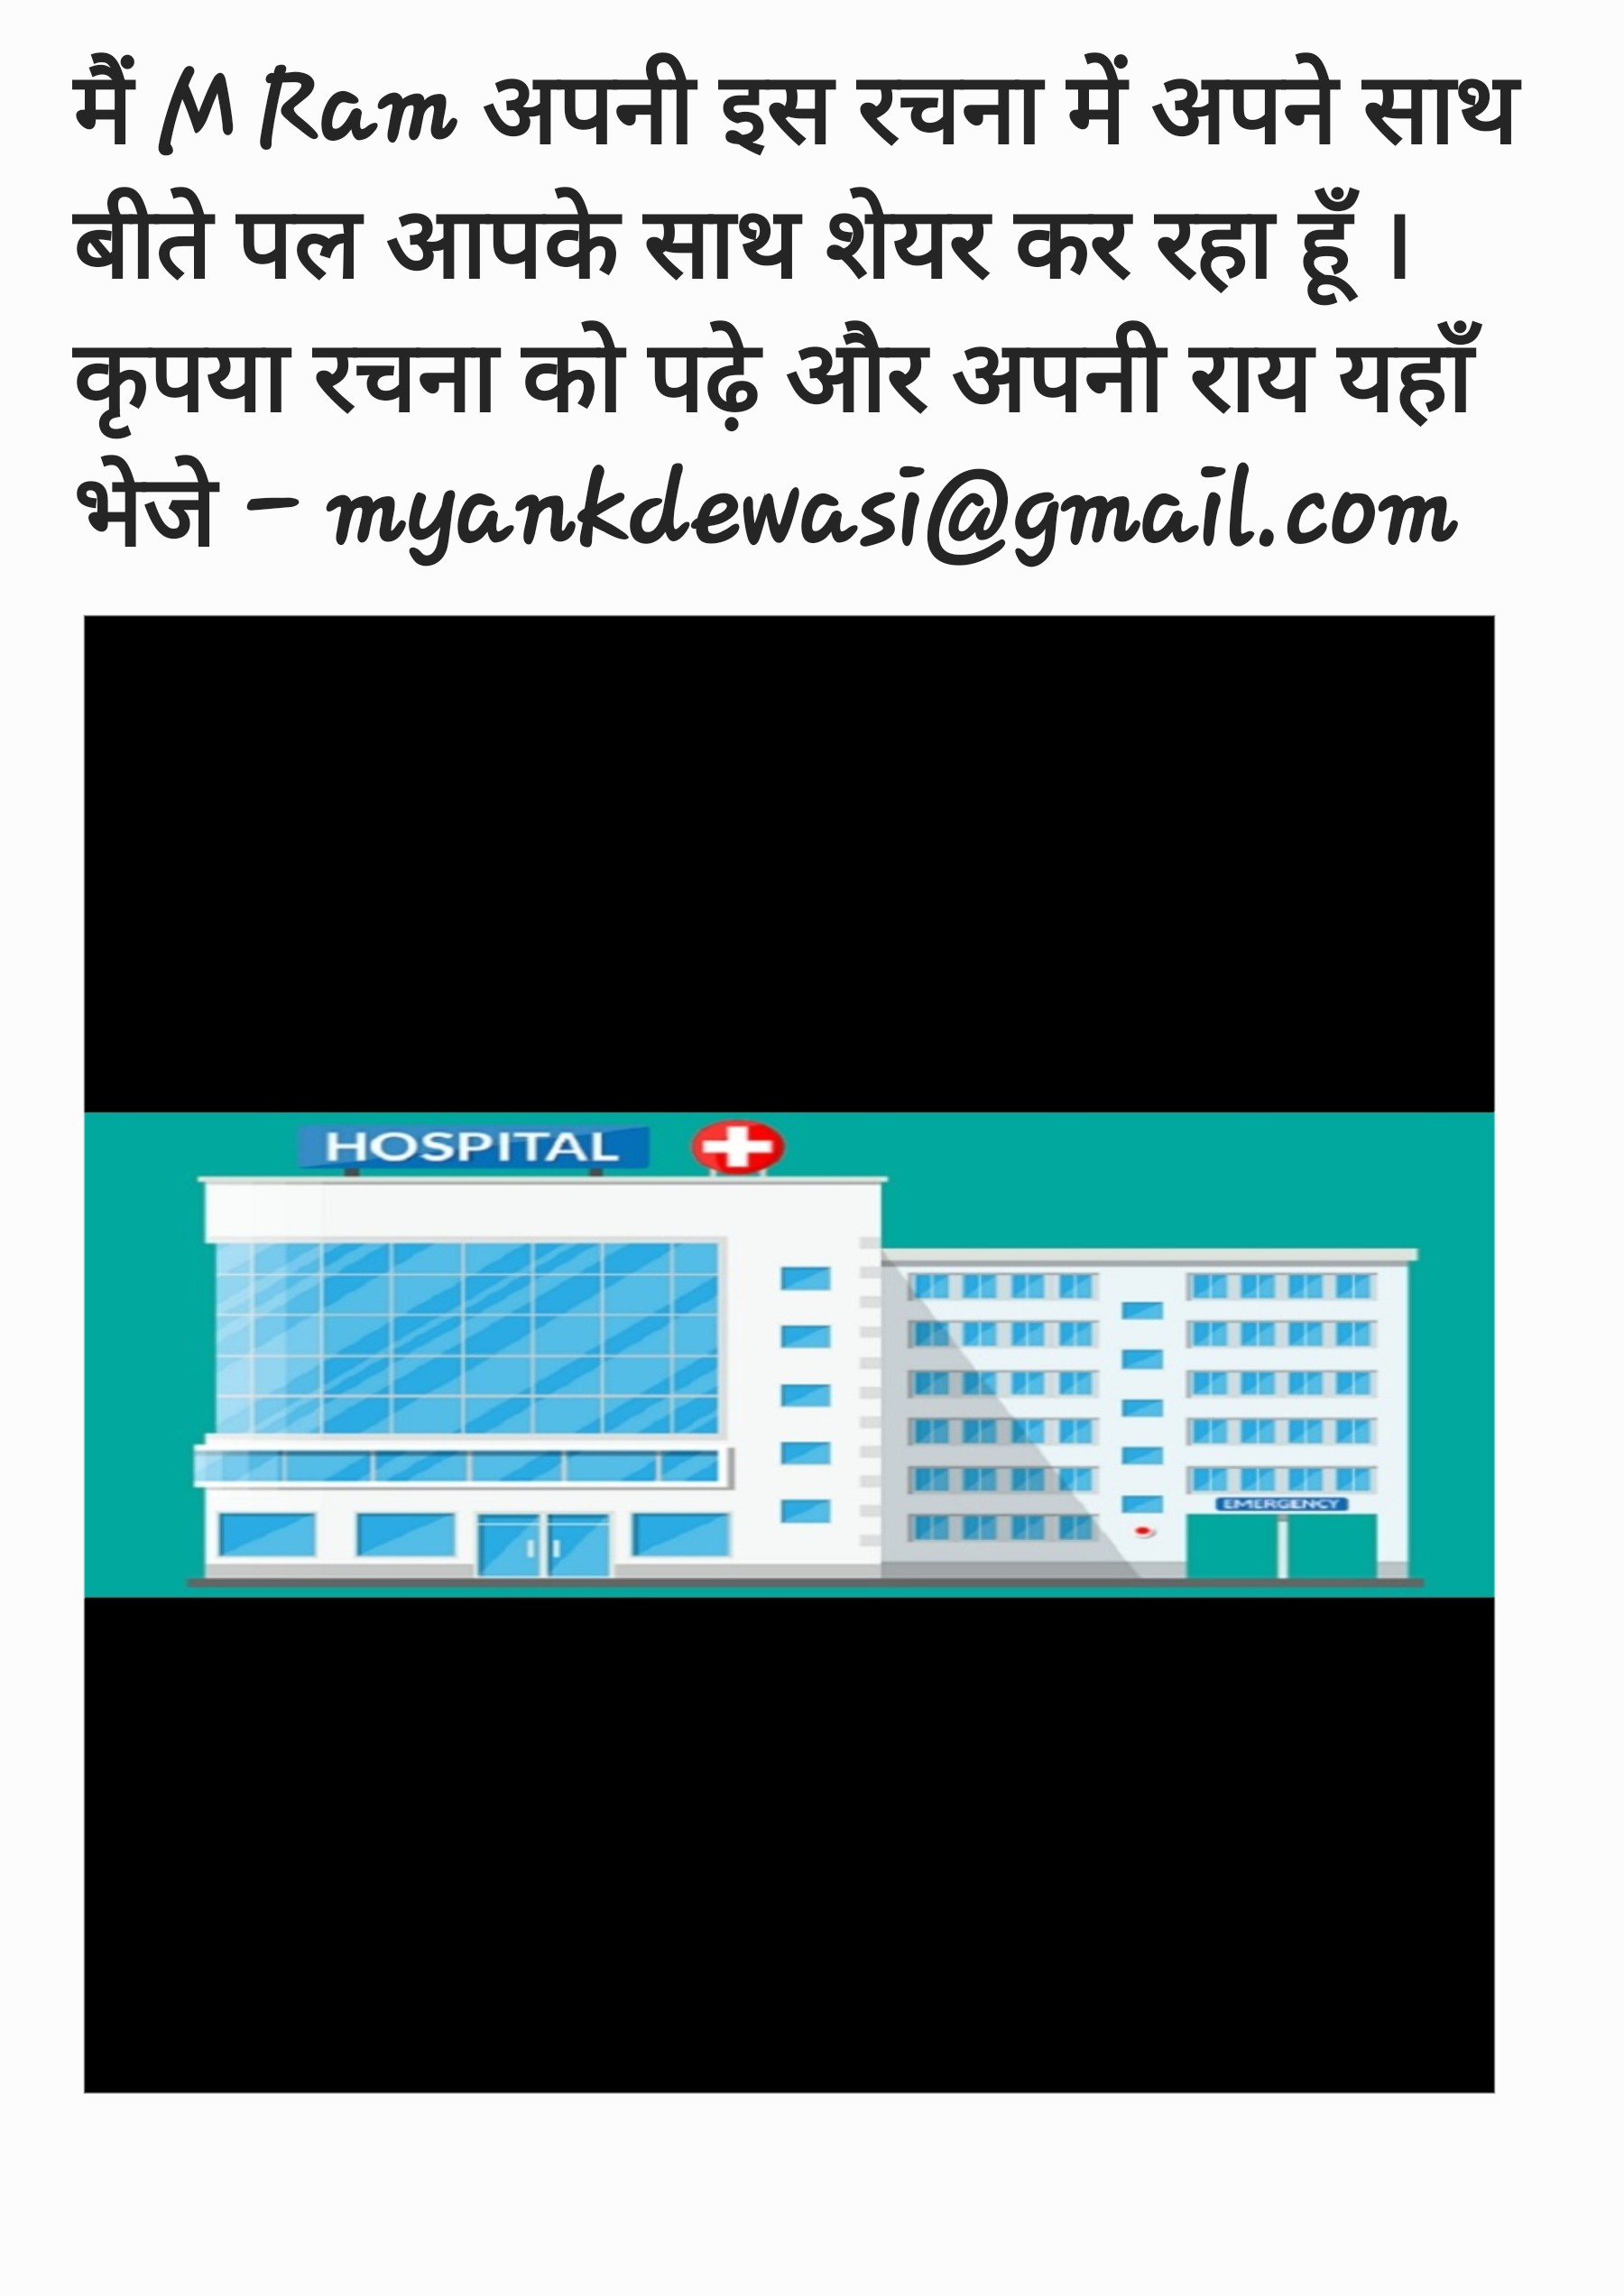 मैं M Ram अपनी इस रचना में अपने साथ
बीते पल आपके साथ शेयर कर रहा हूँ ।
कृपया रचना को पढ़े और अपनी राय यहाँ
भेजे - myankdewasi@gmail.com
HOSPITAL
EMERGENCY